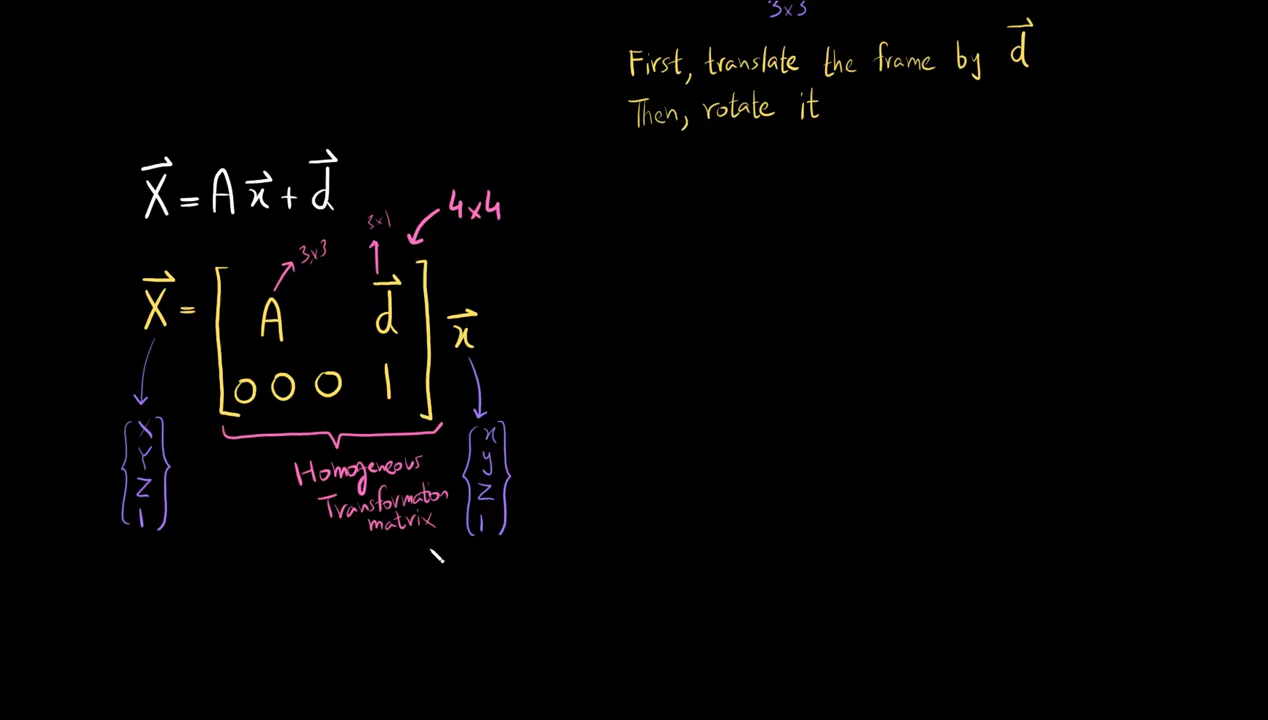 3x3
First, translate the frame by d⃗
Then, rotate it
X⃗ = A x⃗ + d⃗
4x4
3x1
3x3
X⃗ = [ A d⃗ ] x⃗
0 0 0 1
Homogeneous
Transformation
matrix
X
Y
Z
1
x
y
z
1